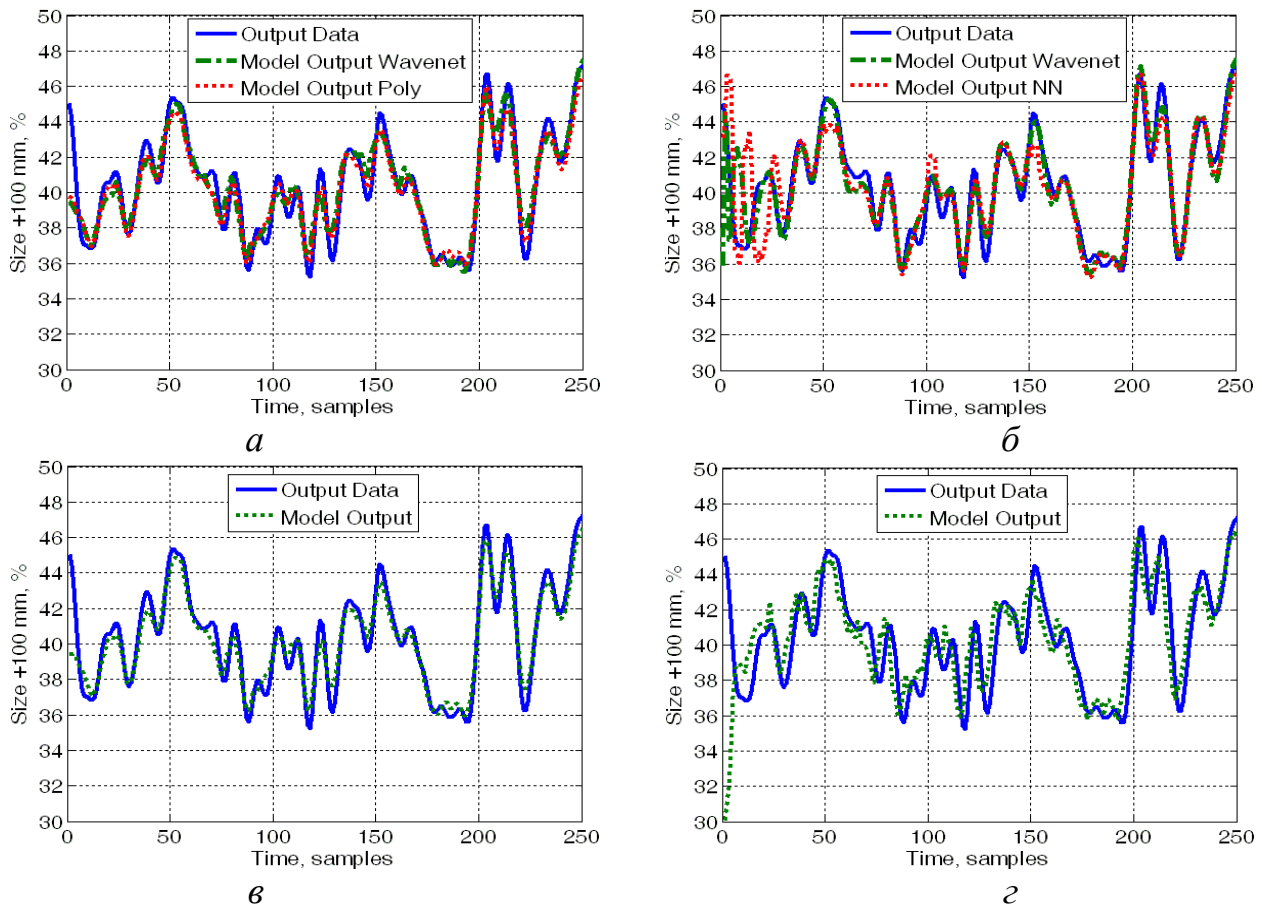 50
48
46
44
42
40
38
36
34
32
30
Size +100 mm, %
Output Data
Model Output Wavenet
Model Output Poly
0 50 100 150 200 250
Time, samples
а
50
48
46
44
42
40
38
36
34
32
30
Size +100 mm, %
Output Data
Model Output Wavenet
Model Output NN
0 50 100 150 200 250
Time, samples
б
50
48
46
44
42
40
38
36
34
32
30
Size +100 mm, %
Output Data
Model Output
0 50 100 150 200 250
Time, samples
в
50
48
46
44
42
40
38
36
34
32
30
Size +100 mm, %
Output Data
Model Output
0 50 100 150 200 250
Time, samples
г